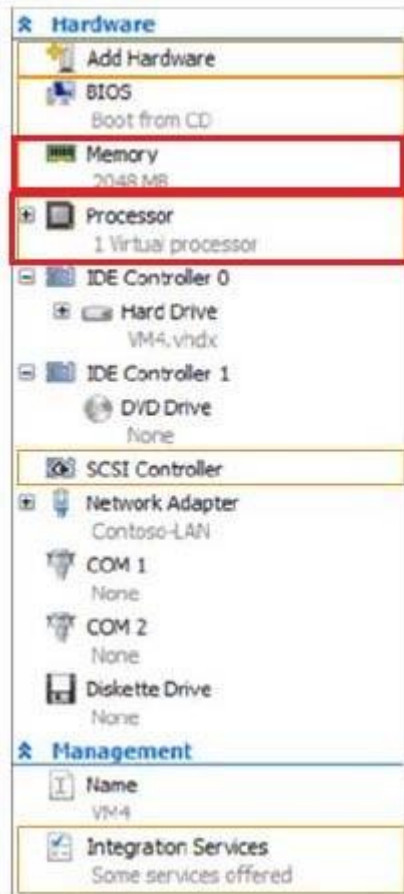 Hardware
Add Hardware
BIOS
Boot from CD
Memory
2048 MB
Processor
1 Virtual processor
IDE Controller 0
Hard Drive
VM4.vhdx
IDE Controller 1
DVD Drive
None
SCSI Controller
Network Adapter
Contoso-LAN
COM 1
None
COM 2
None
Diskette Drive
None
Management
Name
VM4
Integration Services
Some services offered